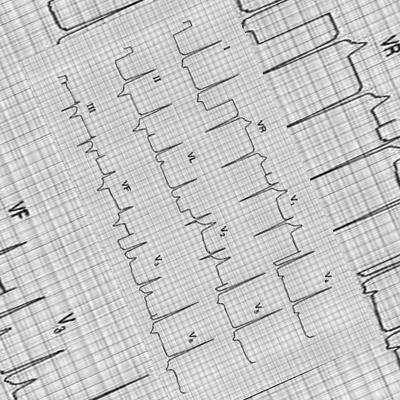 I VR V₁ V₄
II VL V₂ V₅
III VF V₃ V₆
VR
VF V₃